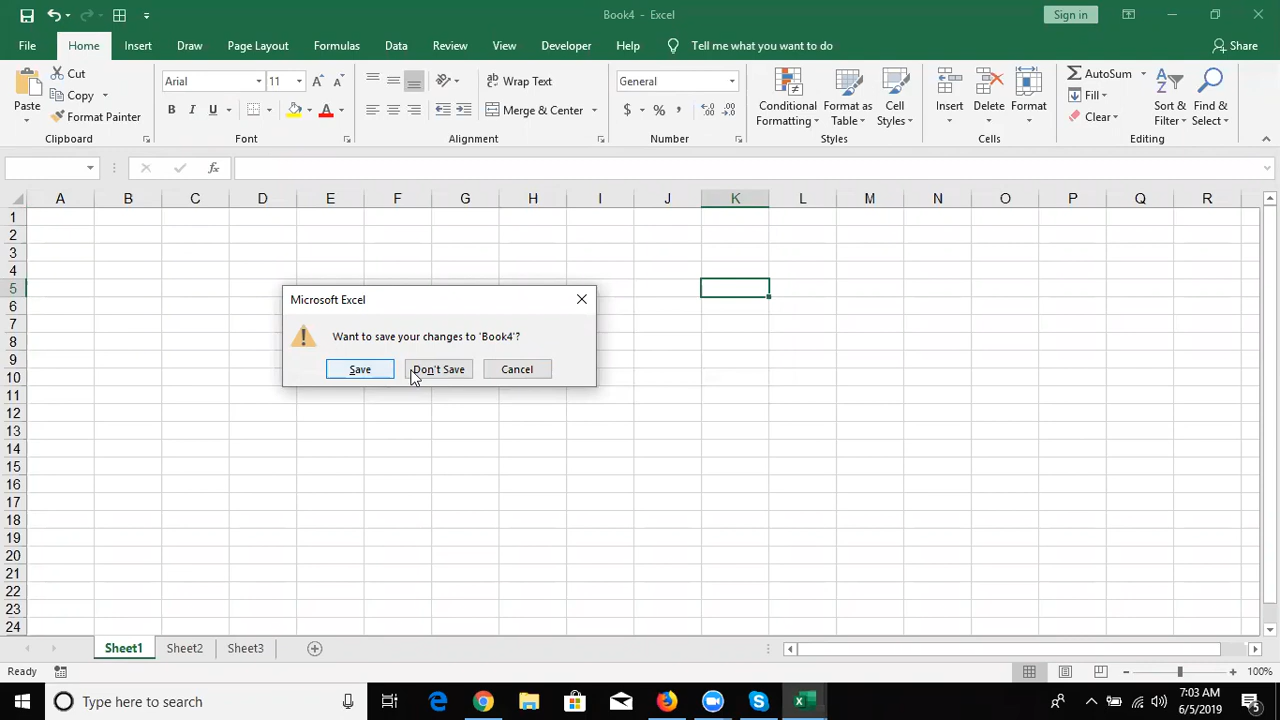 Book4 - Excel
Sign in
File Home Insert Draw Page Layout Formulas Data Review View Developer Help Tell me what you want to do Share
Paste
Cut
Copy
Format Painter
Clipboard
Arial 11
B I U
Font
Wrap Text
Merge & Center
Alignment
General
$ % ,
Number
Conditional Formatting
Format as Table
Cell Styles
Styles
Insert
Delete
Format
Cells
AutoSum
Fill
Clear
Sort & Filter
Find & Select
Editing
fx
A B C D E F G H I J K L M N O P Q R
1
2
3
4
5
6
7
8
9
10
11
12
13
14
15
16
17
18
19
20
21
22
23
24
Microsoft Excel
Want to save your changes to 'Book4'?
Save Don't Save Cancel
Sheet1 Sheet2 Sheet3
Ready
100%
Type here to search
7:03 AM
6/5/2019
5